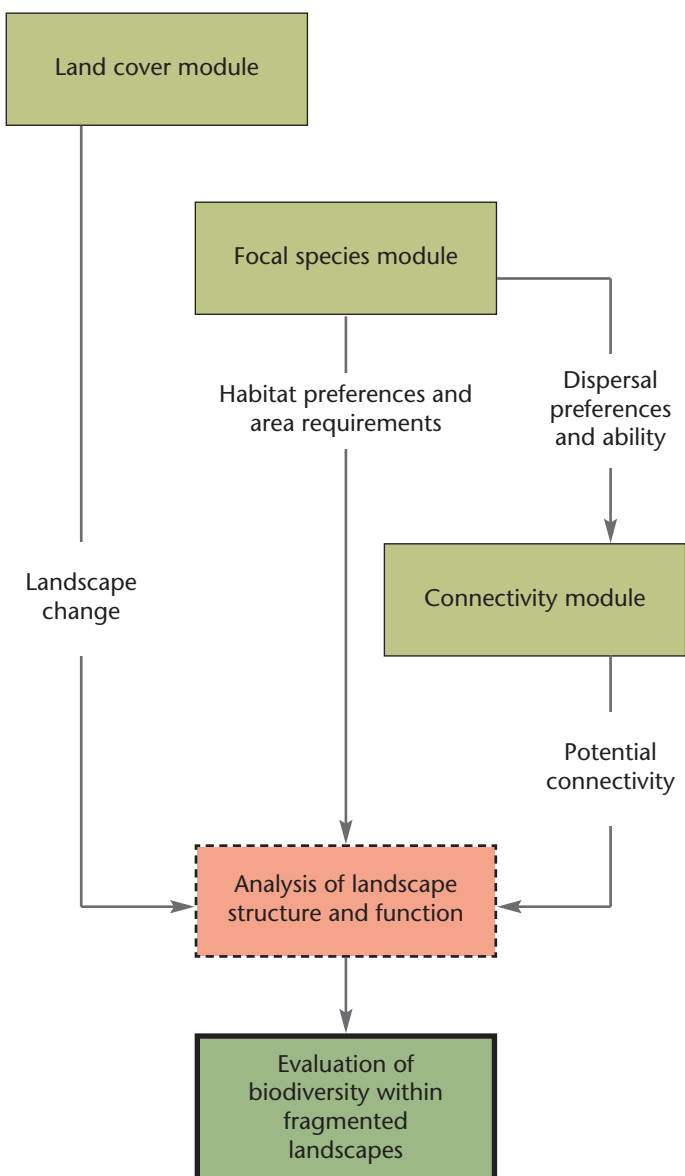 Land cover module
Focal species module
Habitat preferences and
area requirements
Dispersal
preferences
and ability
Landscape
change
Connectivity module
Potential
connectivity
Analysis of landscape
structure and function
Evaluation of
biodiversity within
fragmented
landscapes